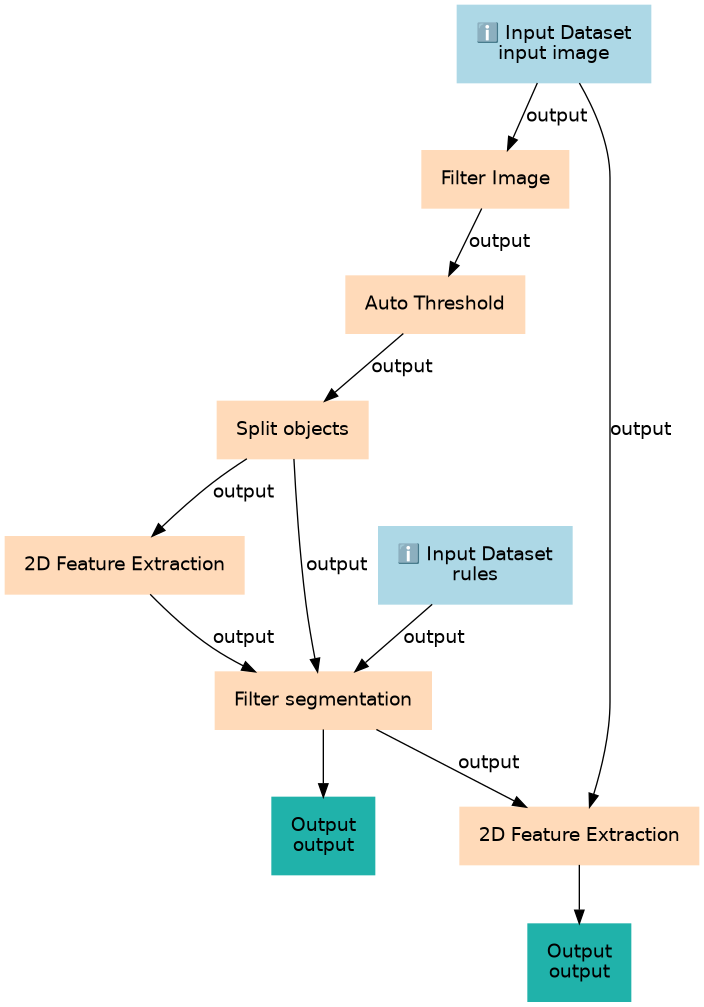 ℹ️ Input Dataset
input image
output
Filter Image
output
Auto Threshold
output
output
Split objects
output
output
2D Feature Extraction
ℹ️ Input Dataset
rules
output
output
Filter segmentation
output
Output
output
2D Feature Extraction
Output
output